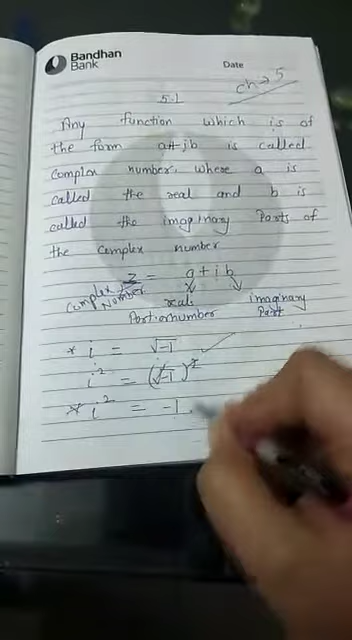 Bandhan
Bank
Date
ch→5
5.1
Any function which is of
the form a+ib is called
Complex number, where a is
called the real and b is
called the imaginary Parts of
the complex number
Complex Number z = a+ib
real imaginary
Part or number Part
* i = √-1
i² = (√-1)²
* i² = -1.